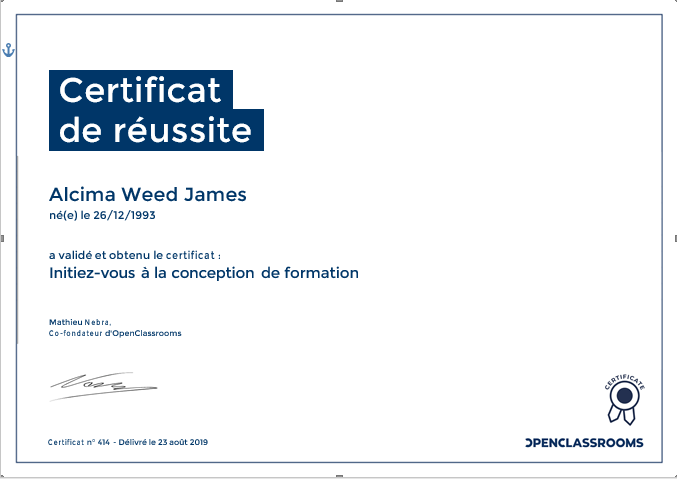 Certificat
de réussite
Alcima Weed James
né(e) le 26/12/1993
a validé et obtenu le certificat :
Initiez-vous à la conception de formation
Mathieu Nebra,
Co-fondateur d'OpenClassrooms
CERTIFICATE
Certificat n° 414 - Délivré le 23 août 2019
OPENCLASSROOMS